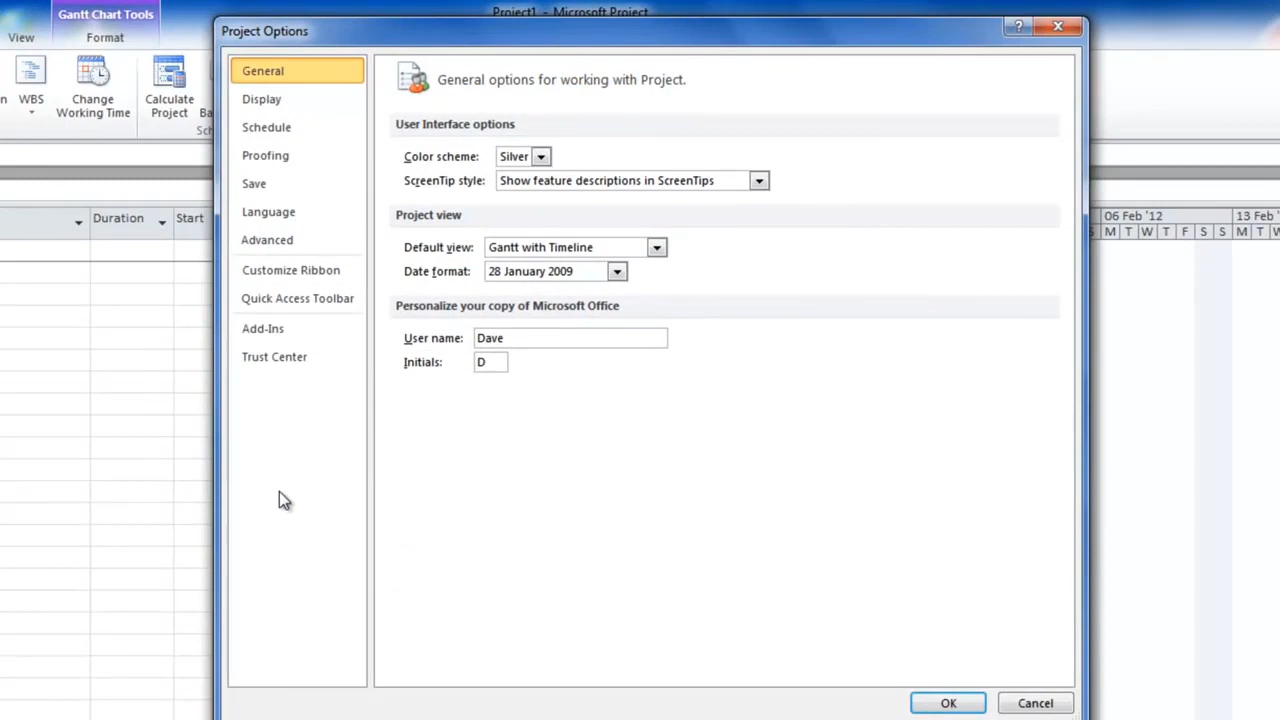 Gantt Chart Tools
Project1 - Microsoft Project
View
Format
Project Options
?
WBS
Change
Working Time
Calculate
Project
General
Display
Schedule
Proofing
Save
Language
Advanced
Customize Ribbon
Quick Access Toolbar
Add-Ins
Trust Center
General options for working with Project.
User Interface options
Color scheme: Silver
ScreenTip style: Show feature descriptions in ScreenTips
Project view
Default view: Gantt with Timeline
Date format: 28 January 2009
Personalize your copy of Microsoft Office
User name: Dave
Initials: D
OK Cancel
Duration Start
06 Feb '12 13 Feb '1
M T W T F S S M T W